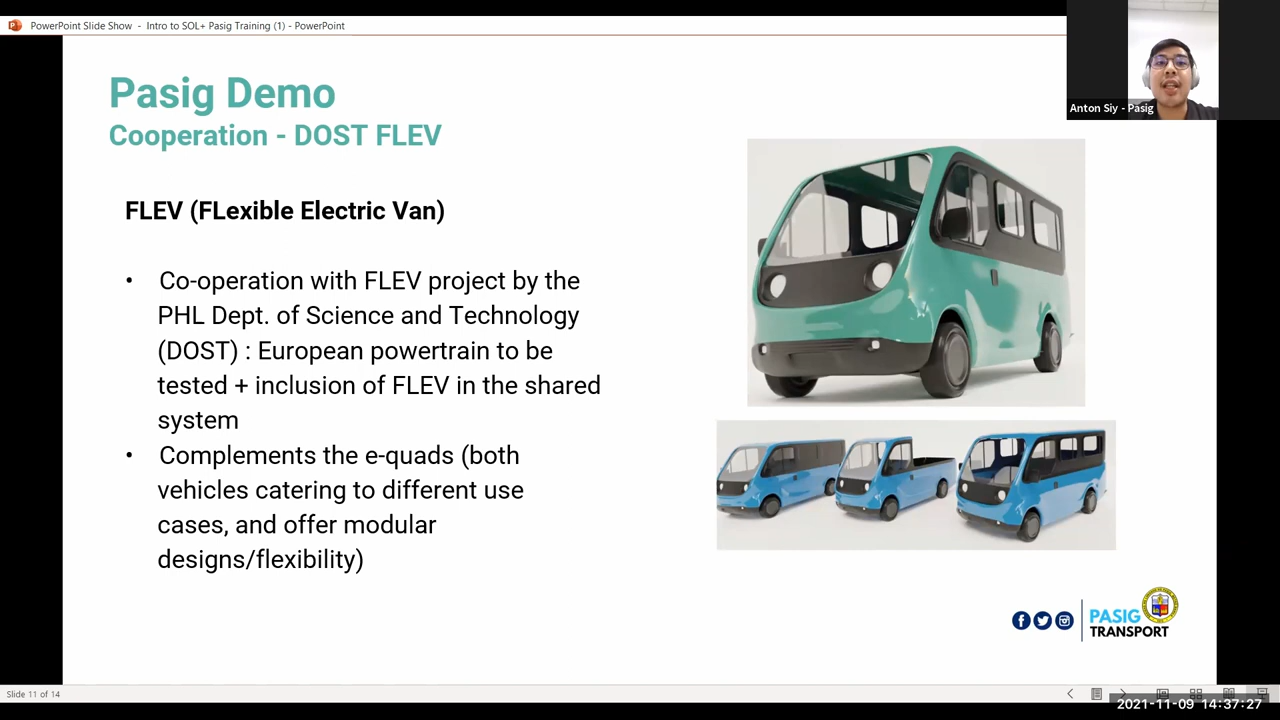 PowerPoint Slide Show - Intro to SOL+ Pasig Training (1) - PowerPoint
Anton Siy - Pasig
Pasig Demo
Cooperation - DOST FLEV
FLEV (FLexible Electric Van)
• Co-operation with FLEV project by the
PHL Dept. of Science and Technology
(DOST) : European powertrain to be
tested + inclusion of FLEV in the shared
system
• Complements the e-quads (both
vehicles catering to different use
cases, and offer modular
designs/flexibility)
PASIG
TRANSPORT
Slide 11 of 14
2021-11-09 14:37:27